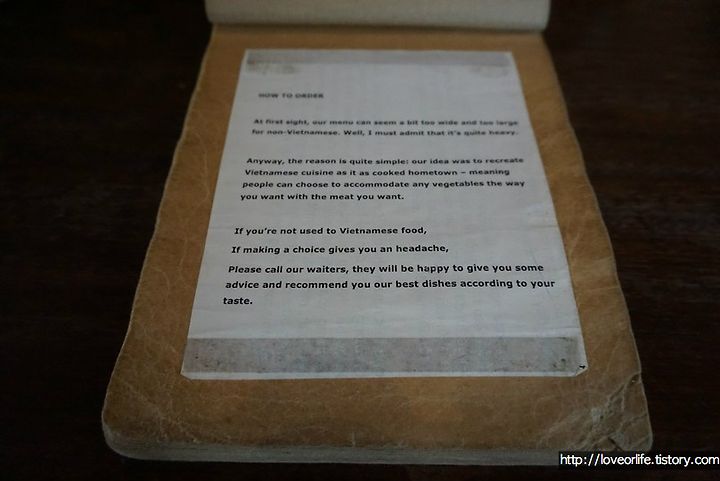 HOW TO ORDER
At first sight, our menu can seem a bit too wide and too large
for non-Vietnamese. Well, I must admit that it's quite heavy.
Anyway, the reason is quite simple: our idea was to recreate
Vietnamese cuisine as it as cooked hometown – meaning
people can choose to accommodate any vegetables the way
you want with the meat you want.
If you're not used to Vietnamese food,
If making a choice gives you an headache,
Please call our waiters, they will be happy to give you some
advice and recommend you our best dishes according to your
taste.
http://loveorlife.tistory.com